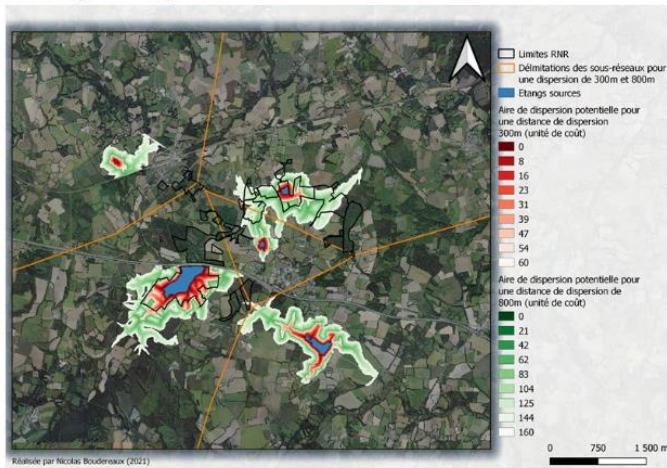 Limites RNR
Délimitations des sous-réseaux pour
une dispersion de 300m et 800m
Etangs sources
Aire de dispersion potentielle pour
une distance de dispersion
300m (unité de coût)
0
8
16
23
31
39
47
54
60
Aire de dispersion potentielle pour
une distance de dispersion de
800m (unité de coût)
0
21
42
62
83
104
125
144
160
0 750 1 500 m
Réalisée par Nicolas Boudereaux (2021)